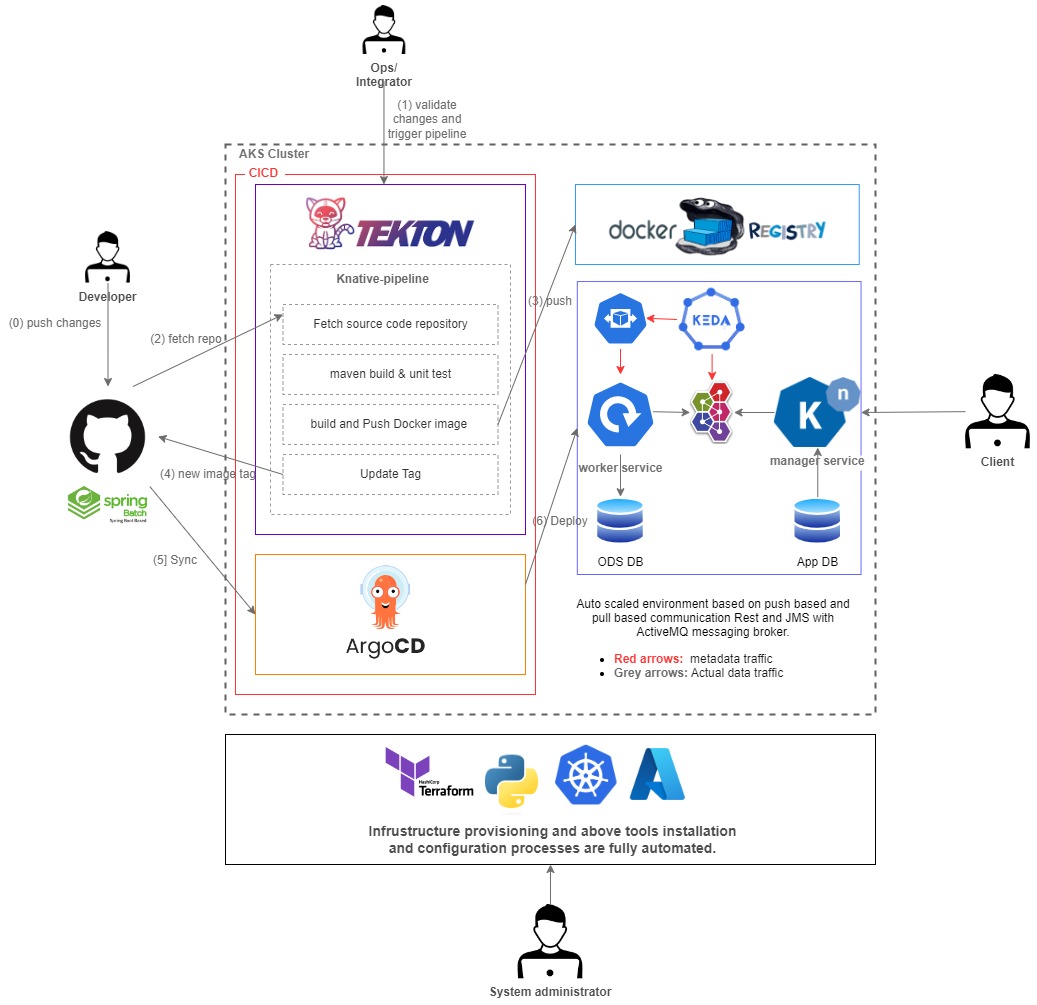 Ops/
Integrator
(1) validate
changes and
trigger pipeline
AKS Cluster
CICD
TEKTON
docker REGISTRY
Knative-pipeline
Developer
(0) push changes
(2) fetch repo
Fetch source code repository
(3) push
KEDA
maven build & unit test
build and Push Docker image
K
n
Client
(4) new image tag
Update Tag
worker service
manager service
spring
Batch
Spring Boot Based
(6) Deploy
(5] Sync
ODS DB
App DB
ArgoCD
Auto scaled environment based on push based and
pull based communication Rest and JMS with
ActiveMQ messaging broker.
Red arrows: metadata traffic
Grey arrows: Actual data traffic
HashiCorp
Terraform
Infrustructure provisioning and above tools installation
and configuration processes are fully automated.
System administrator